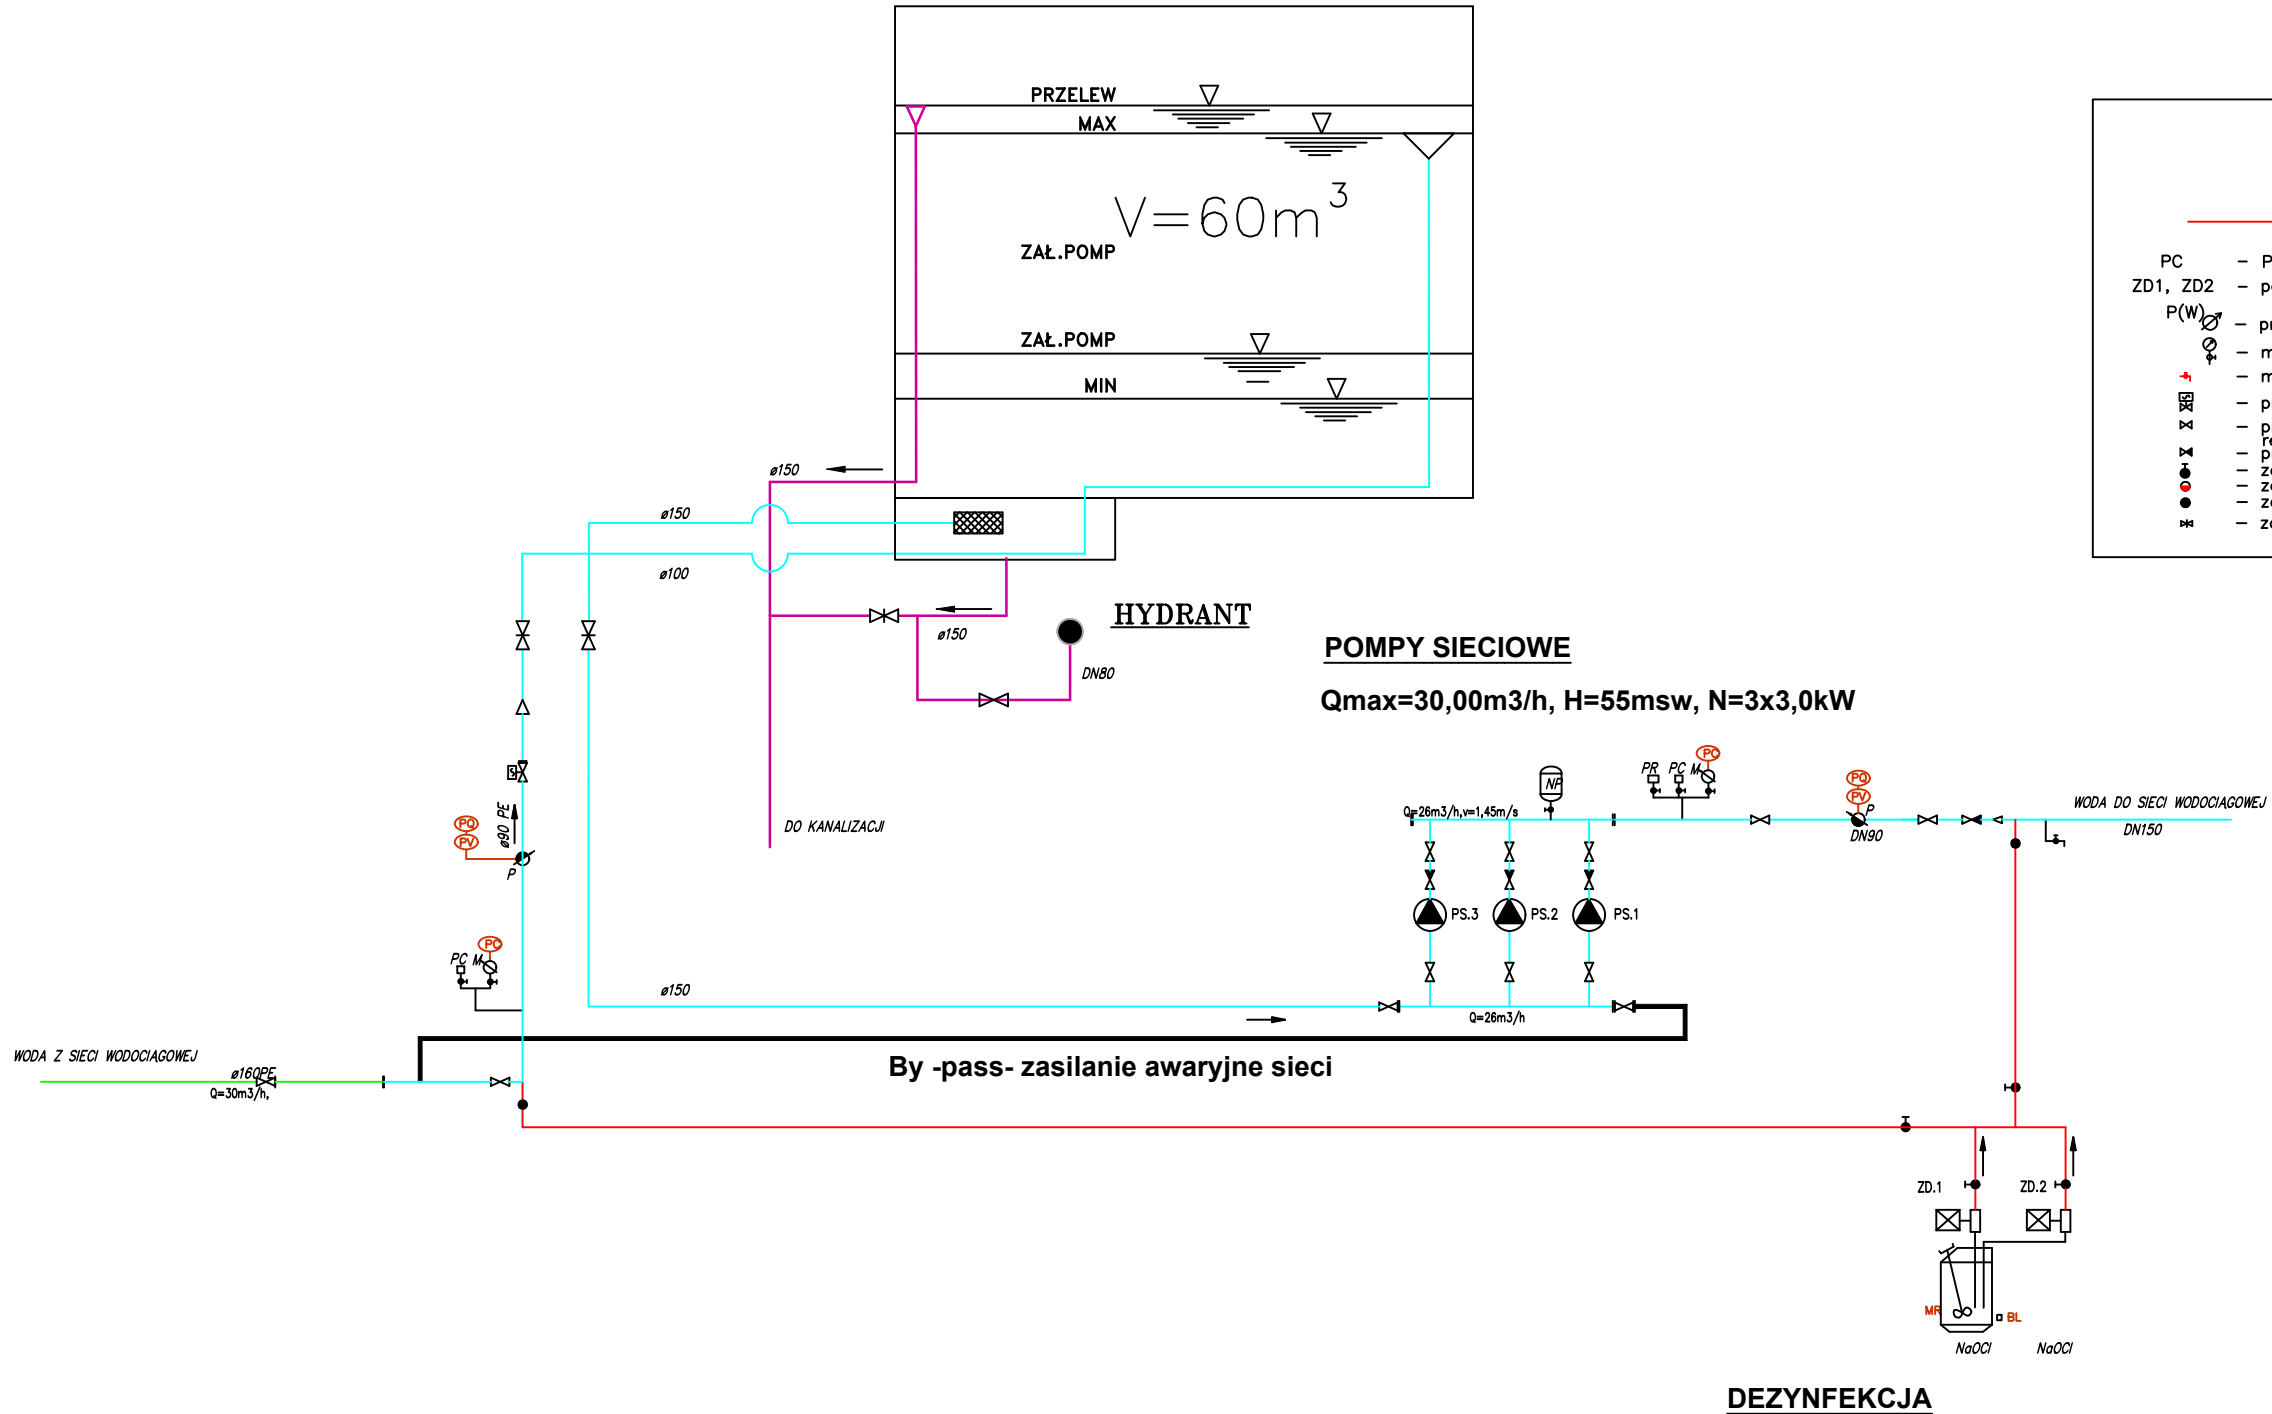 PRZELEW
MAX
V=60m³
ZAŁ.POMP
ZAŁ.POMP
MIN
PC –
ZD1, ZD2 –
P(W) –
ø150
ø150
ø100
ø150
HYDRANT
DN80
POMPY SIECIOWE
Qmax=30,00m3/h, H=55msw, N=3x3,0kW
DO KANALIZACJI
ø90 PE
PQ
PV
P
PC M
PC
NP
PR PC M
PC
PQ
PV
P
DN90
Q=26m3/h,v=1,45m/s
WODA DO SIECI WODOCIĄGOWEJ
DN150
PS.3
PS.2
PS.1
ø150
Q=26m3/h
WODA Z SIECI WODOCIĄGOWEJ
ø160PE
Q=30m3/h,
By -pass- zasilanie awaryjne sieci
ZD.1
ZD.2
MR
BL
NaOCl
NaOCl
DEZYNFEKCJA